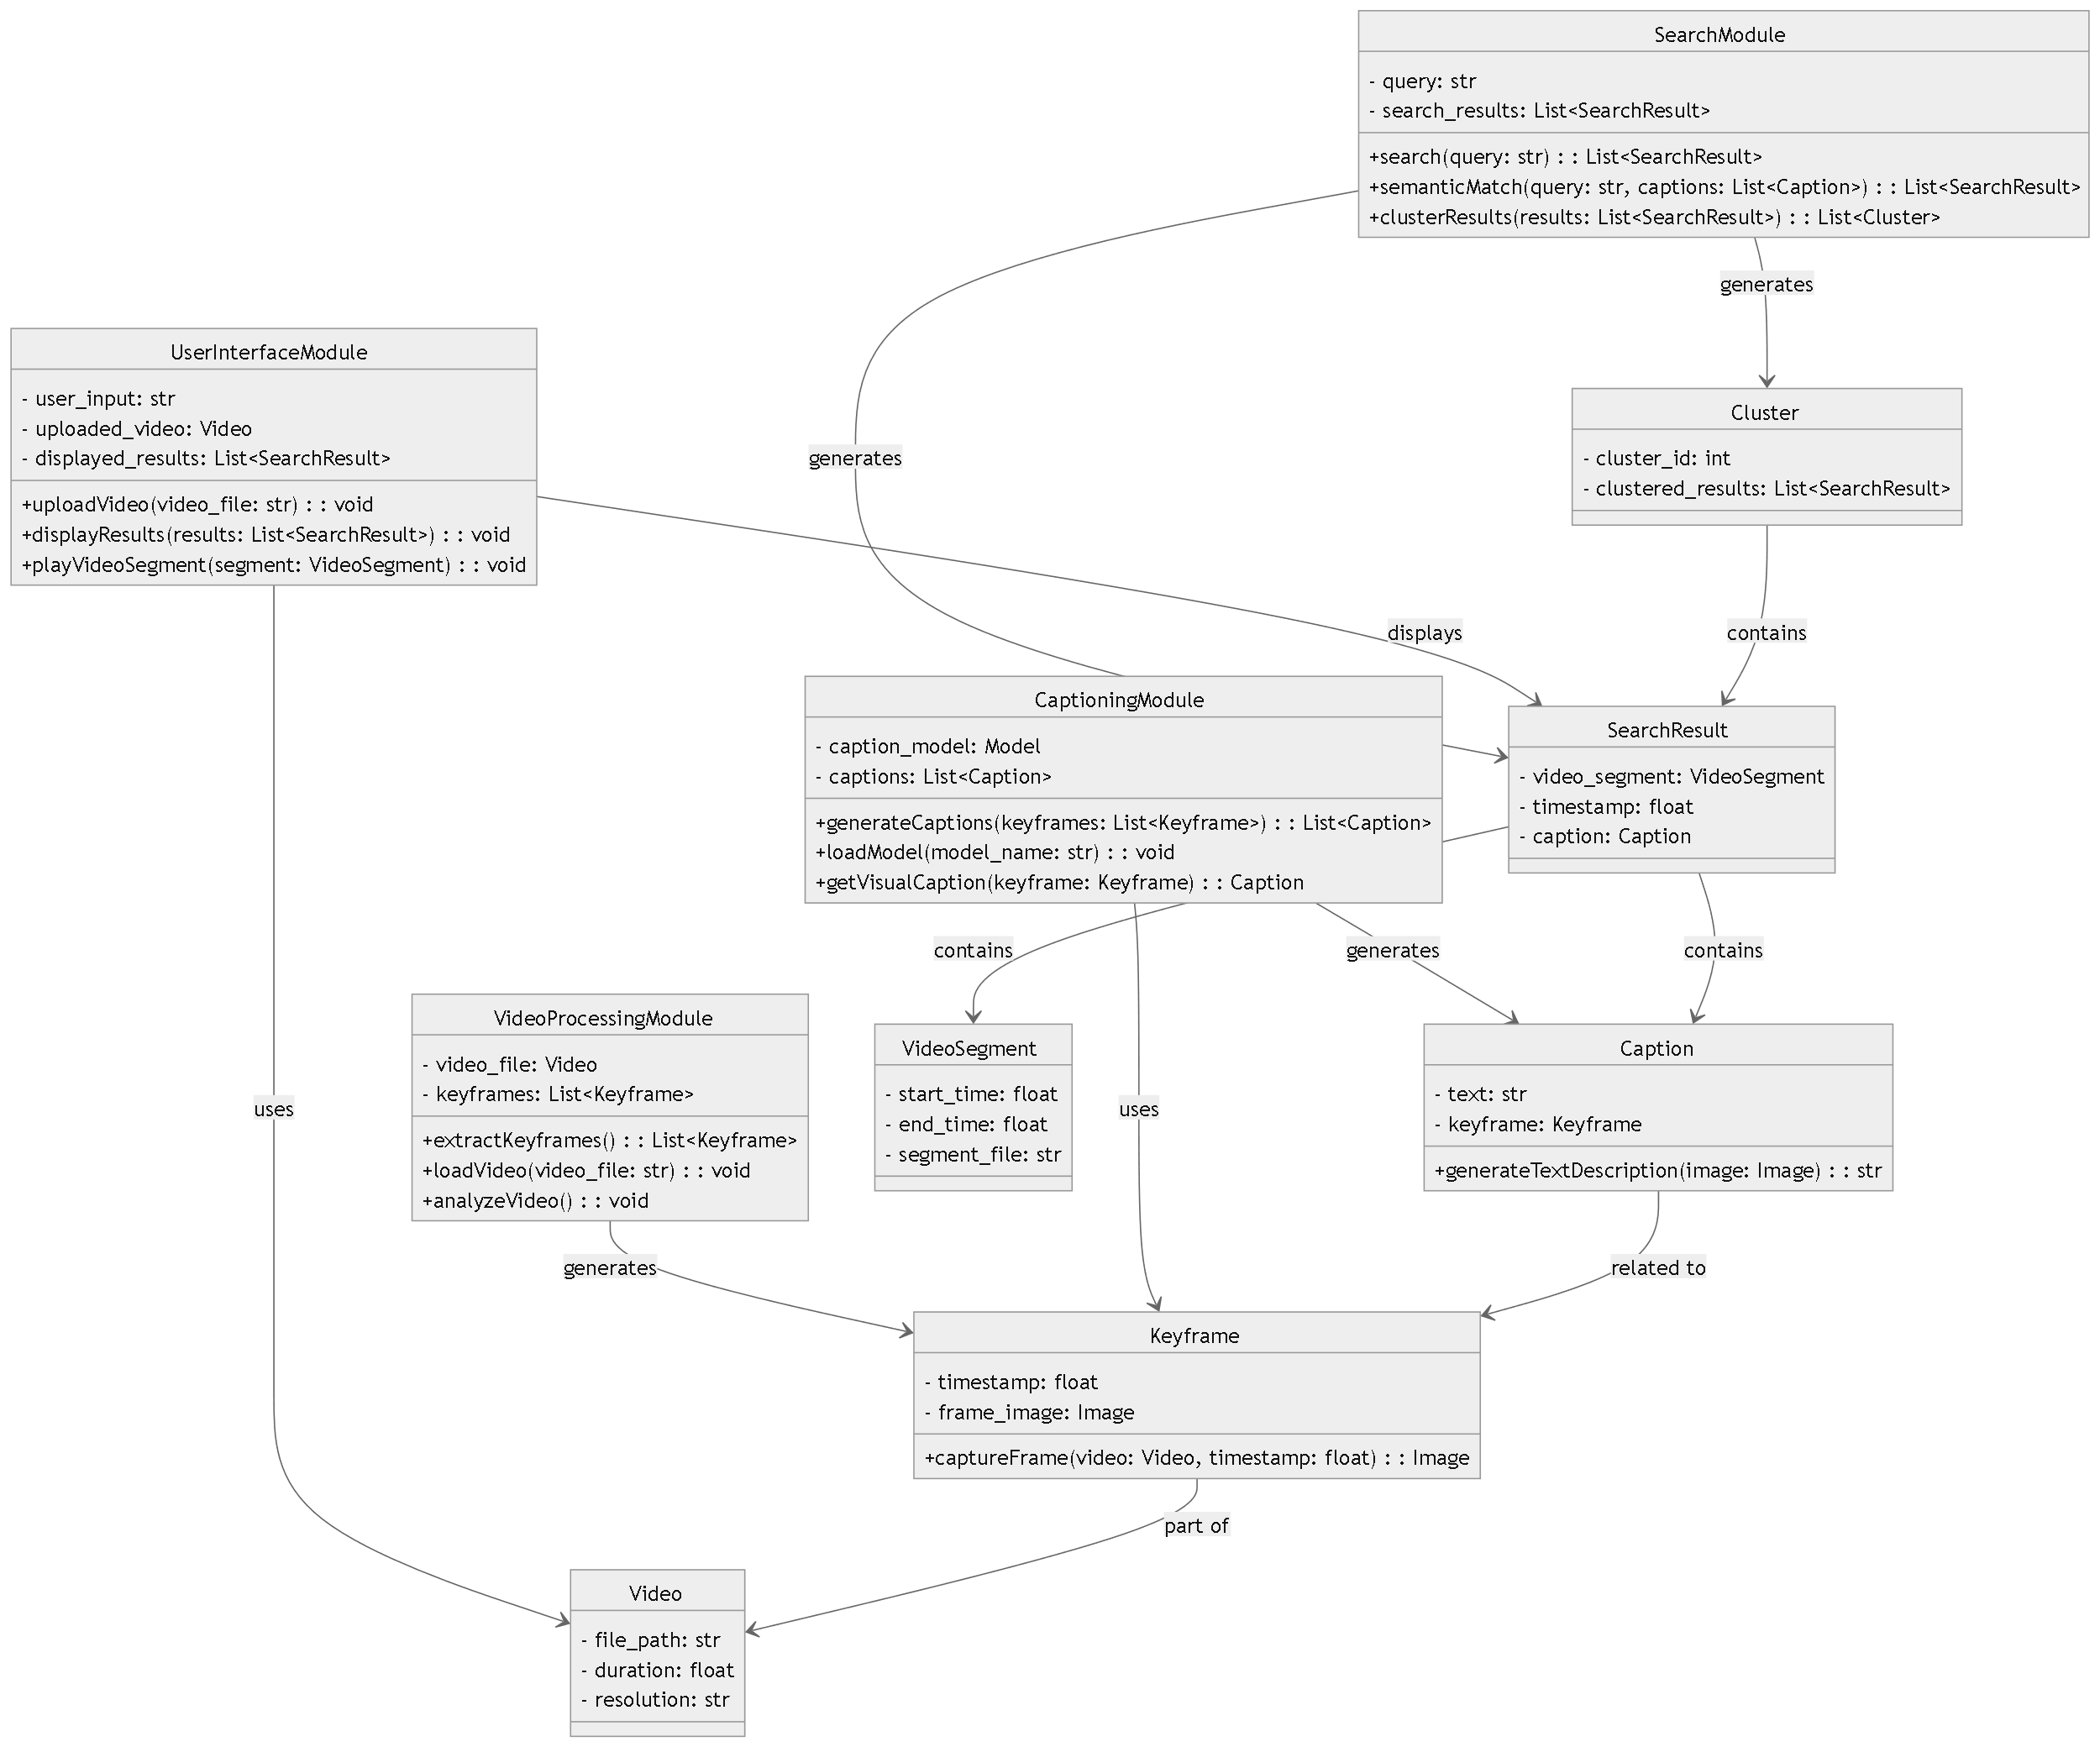 SearchModule
- query: str
- search_results: List<SearchResult>
+search(query: str) : : List<SearchResult>
+semanticMatch(query: str, captions: List<Caption>) : : List<SearchResult>
+clusterResults(results: List<SearchResult>) : : List<Cluster>
generates
UserInterfaceModule
- user_input: str
- uploaded_video: Video
- displayed_results: List<SearchResult>
+uploadVideo(video_file: str) : : void
+displayResults(results: List<SearchResult>) : : void
+playVideoSegment(segment: VideoSegment) : : void
generates
Cluster
- cluster_id: int
- clustered_results: List<SearchResult>
displays
contains
CaptioningModule
- caption_model: Model
- captions: List<Caption>
+generateCaptions(keyframes: List<Keyframe>) : : List<Caption>
+loadModel(model_name: str) : : void
+getVisualCaption(keyframe: Keyframe) : : Caption
SearchResult
- video_segment: VideoSegment
- timestamp: float
- caption: Caption
contains
generates
contains
VideoProcessingModule
- video_file: Video
- keyframes: List<Keyframe>
+extractKeyframes() : : List<Keyframe>
+loadVideo(video_file: str) : : void
+analyzeVideo() : : void
VideoSegment
- start_time: float
- end_time: float
- segment_file: str
Caption
- text: str
- keyframe: Keyframe
+generateTextDescription(image: Image) : : str
uses
uses
generates
related to
Keyframe
- timestamp: float
- frame_image: Image
+captureFrame(video: Video, timestamp: float) : : Image
part of
Video
- file_path: str
- duration: float
- resolution: str